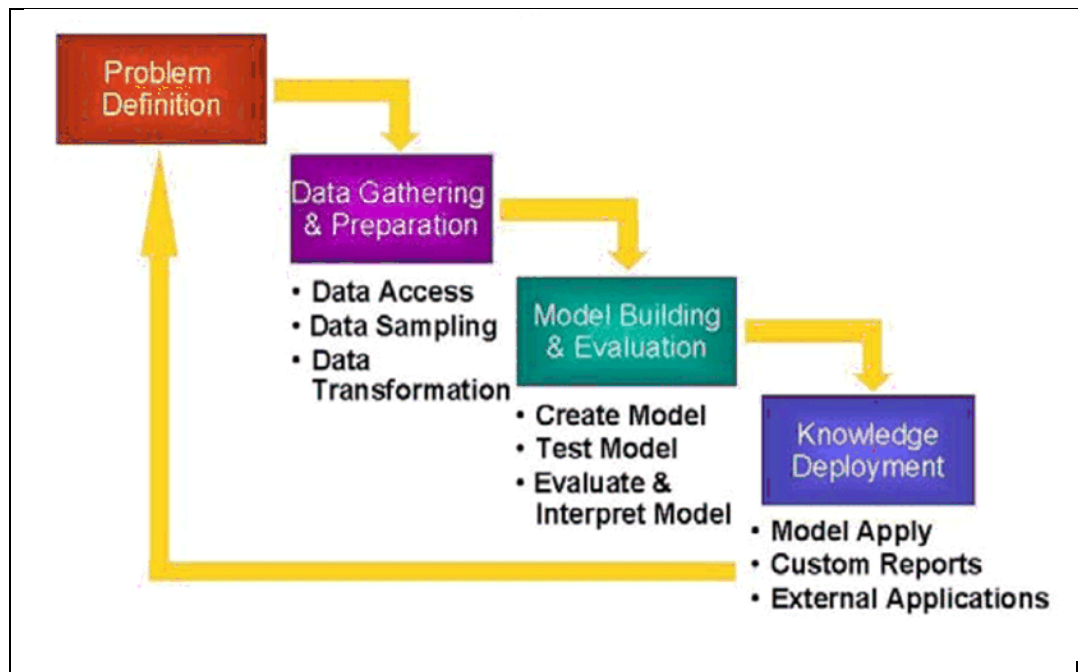 Problem
Definition
Data Gathering
& Preparation
• Data Access
• Data Sampling
• Data
Transformation
Model Building
& Evaluation
• Create Model
• Test Model
• Evaluate &
Interpret Model
Knowledge
Deployment
• Model Apply
• Custom Reports
• External Applications